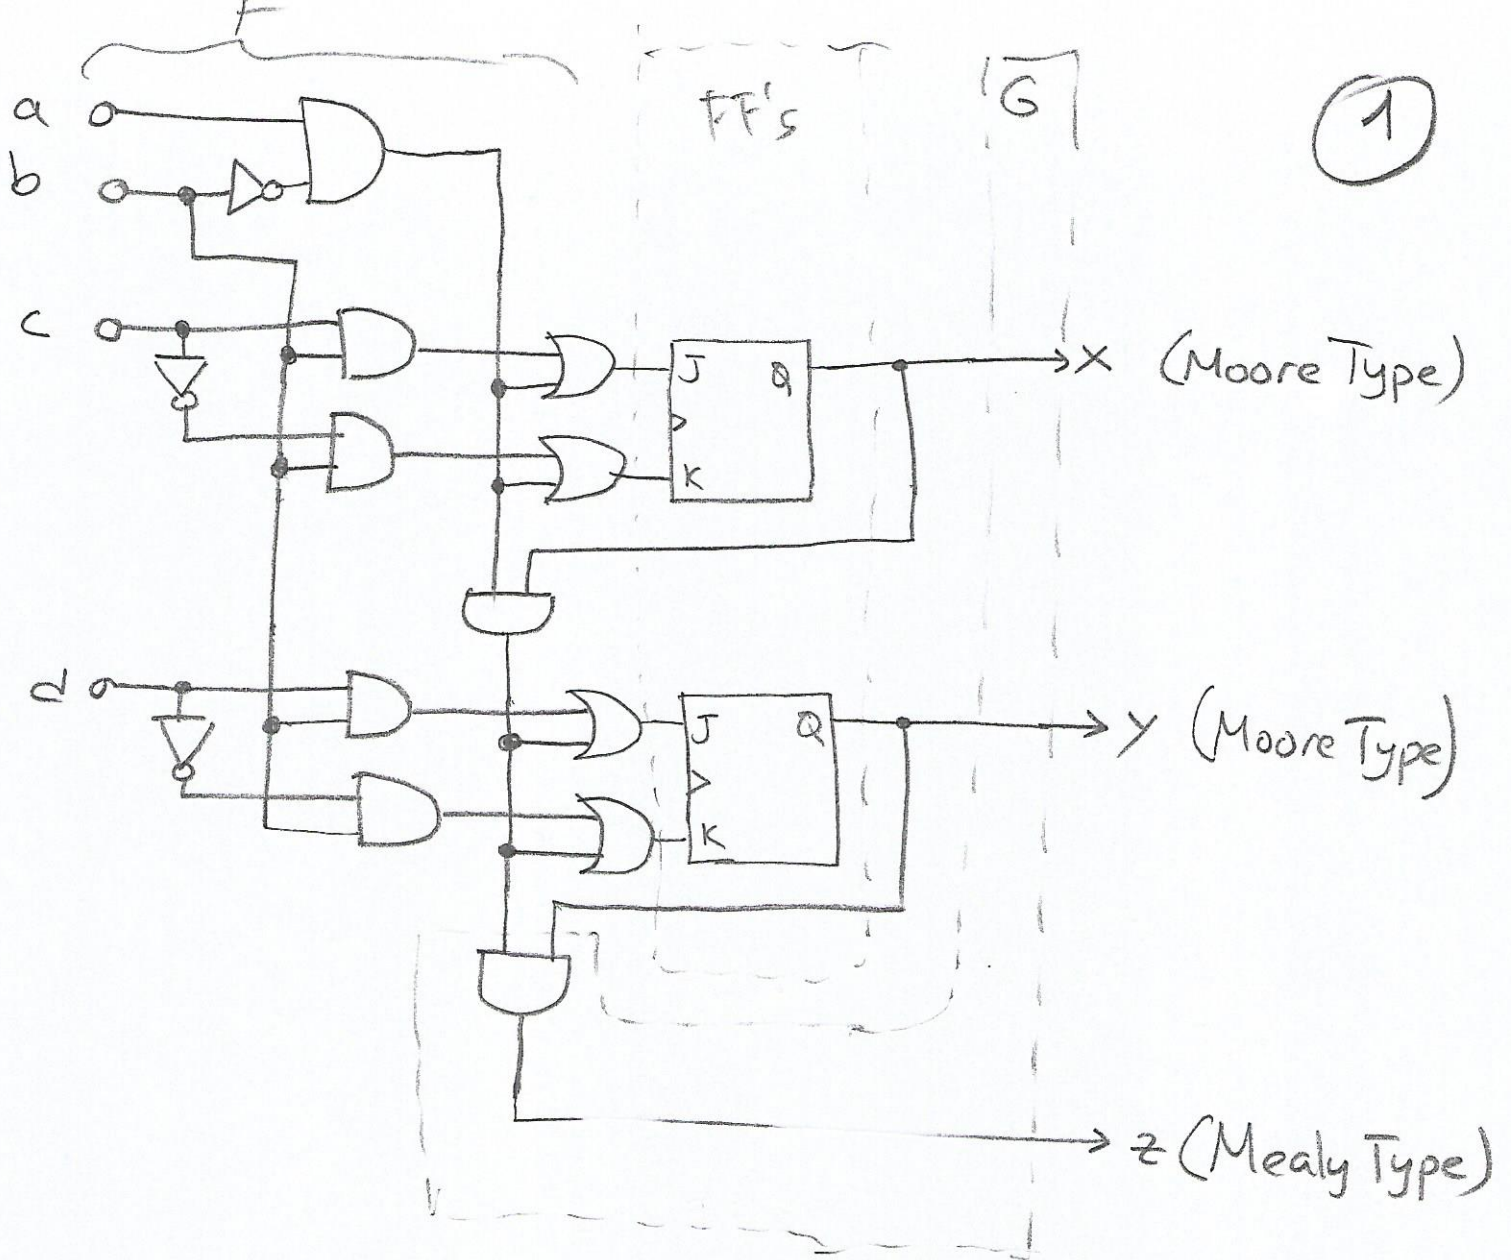 F
FF's
G
1
a
b
c
J Q
K
X (Moore Type)
d
J Q
K
y (Moore Type)
z (Mealy Type)